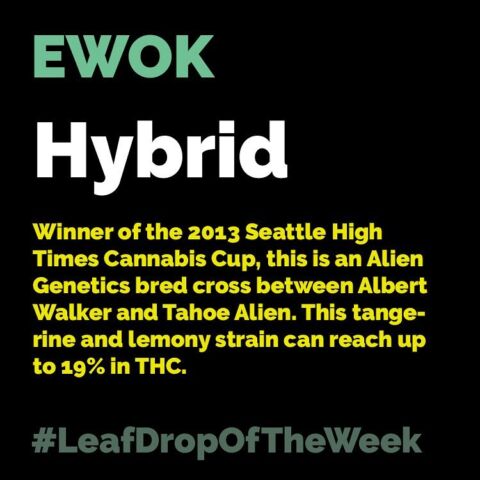 EWOK
Hybrid
Winner of the 2013 Seattle High
Times Cannabis Cup, this is an Alien
Genetics bred cross between Albert
Walker and Tahoe Alien. This tange-
rine and lemony strain can reach up
to 19% in THC.
#LeafDropOfTheWeek